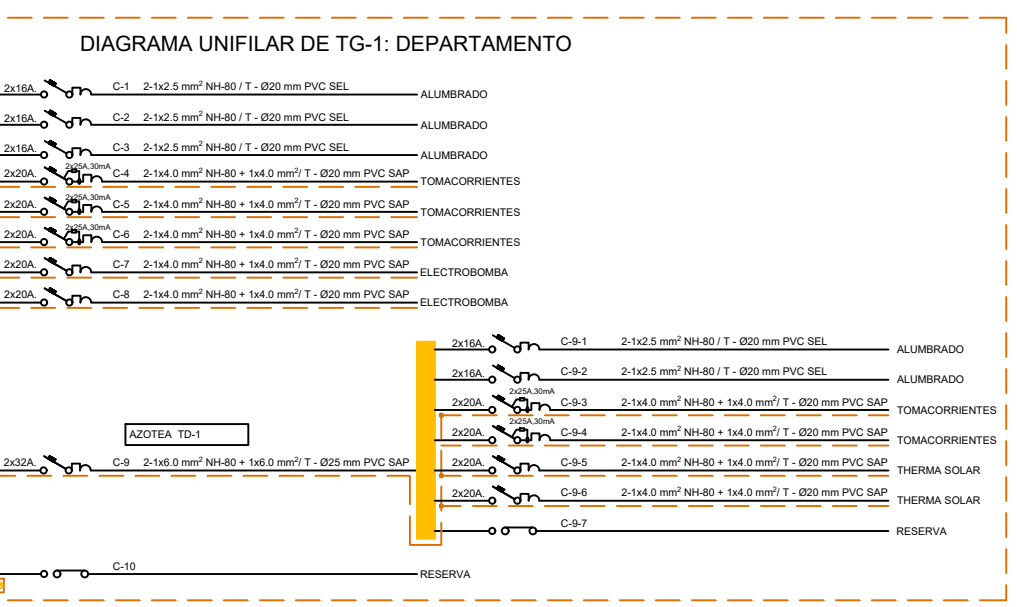 DIAGRAMA UNIFILAR DE TG-1: DEPARTAMENTO
2x16A. C-1 2-1x2.5 mm² NH-80 / T - Ø20 mm PVC SEL ALUMBRADO
2x16A. C-2 2-1x2.5 mm² NH-80 / T - Ø20 mm PVC SEL ALUMBRADO
2x16A. C-3 2-1x2.5 mm² NH-80 / T - Ø20 mm PVC SEL ALUMBRADO
2x20A. 2x25A,30mA C-4 2-1x4.0 mm² NH-80 + 1x4.0 mm²/ T - Ø20 mm PVC SAP TOMACORRIENTES
2x20A. 2x25A,30mA C-5 2-1x4.0 mm² NH-80 + 1x4.0 mm²/ T - Ø20 mm PVC SAP TOMACORRIENTES
2x20A. 2x25A,30mA C-6 2-1x4.0 mm² NH-80 + 1x4.0 mm²/ T - Ø20 mm PVC SAP TOMACORRIENTES
2x20A. C-7 2-1x4.0 mm² NH-80 + 1x4.0 mm²/ T - Ø20 mm PVC SAP ELECTROBOMBA
2x20A. C-8 2-1x4.0 mm² NH-80 + 1x4.0 mm²/ T - Ø20 mm PVC SAP ELECTROBOMBA
2x16A. C-9-1 2-1x2.5 mm² NH-80 / T - Ø20 mm PVC SEL ALUMBRADO
2x16A. C-9-2 2-1x2.5 mm² NH-80 / T - Ø20 mm PVC SEL ALUMBRADO
2x20A. 2x25A,30mA C-9-3 2-1x4.0 mm² NH-80 + 1x4.0 mm²/ T - Ø20 mm PVC SAP TOMACORRIENTES
2x20A. 2x25A,30mA C-9-4 2-1x4.0 mm² NH-80 + 1x4.0 mm²/ T - Ø20 mm PVC SAP TOMACORRIENTES
AZOTEA TD-1
2x32A. C-9 2-1x6.0 mm² NH-80 + 1x6.0 mm²/ T - Ø25 mm PVC SAP
2x20A. C-9-5 2-1x4.0 mm² NH-80 + 1x4.0 mm²/ T - Ø20 mm PVC SAP THERMA SOLAR
2x20A. C-9-6 2-1x4.0 mm² NH-80 + 1x4.0 mm²/ T - Ø20 mm PVC SAP THERMA SOLAR
C-9-7 RESERVA
C-10 RESERVA